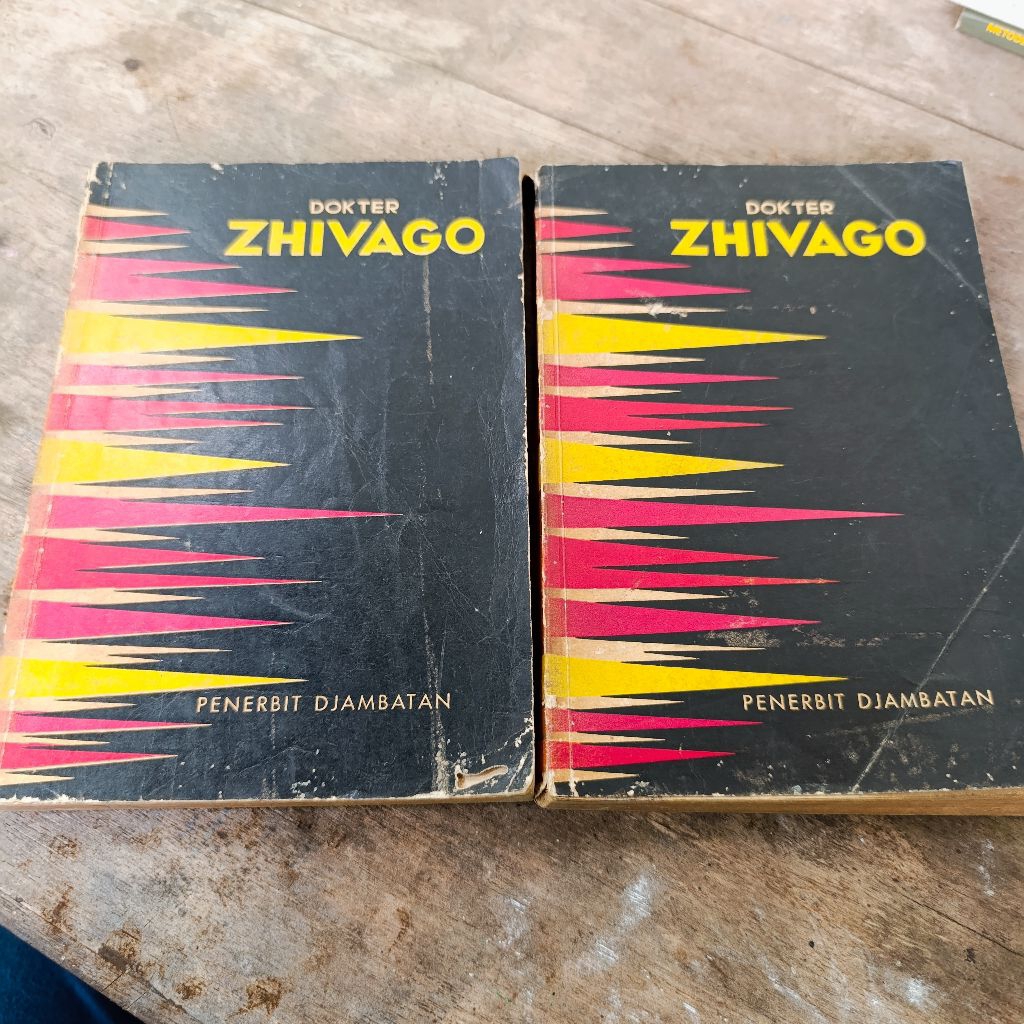 DOKTER
ZHIVAGO
PENERBIT DJAMBATAN
DOKTER
ZHIVAGO
PENERBIT DJAMBATAN